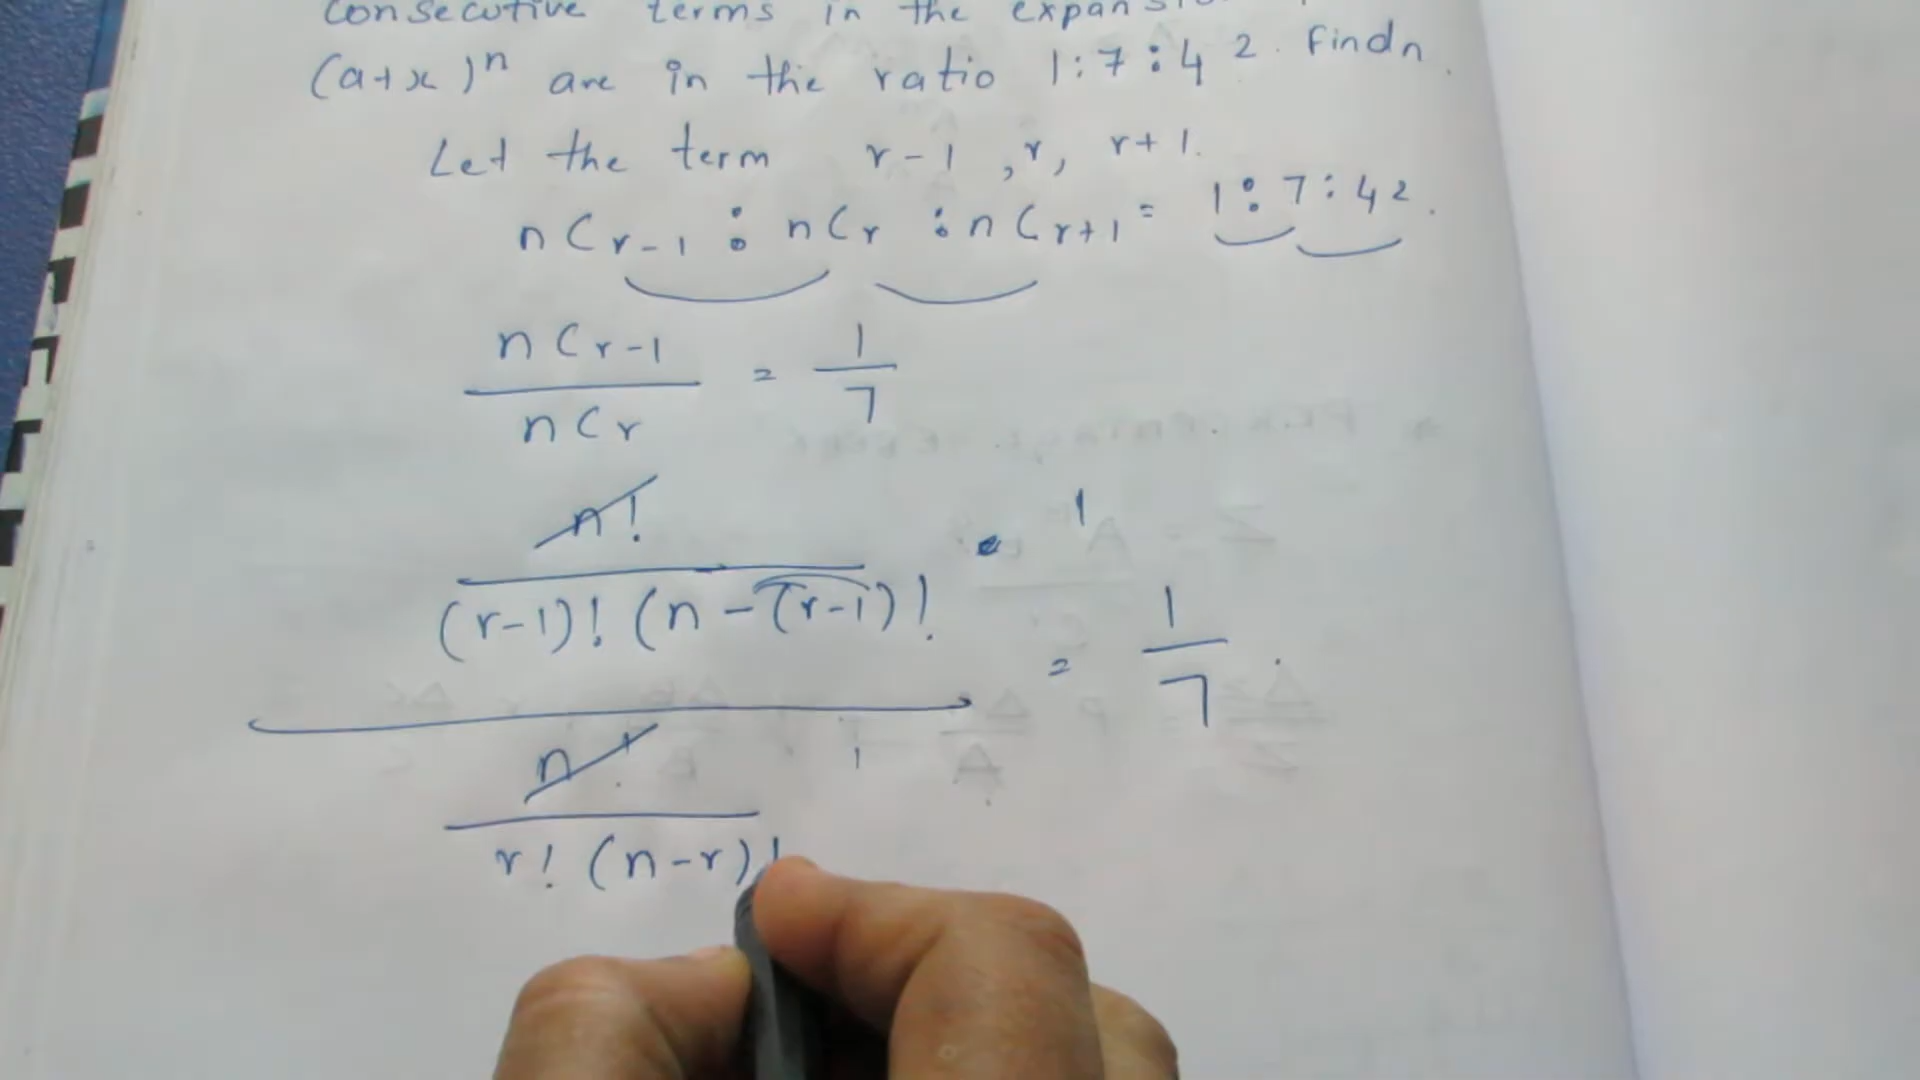 consecutive terms in the
(a+x)^n are in the ratio 1:7:42. Find n.
Let the term r-1, r, r+1.
nCr-1 : nCr : nCr+1 = 1:7:42.
nCr-1
nCr
= 1
7
n!
(r-1)! (n-(r-1)!
n!
r! (n-r)!
= 1
7